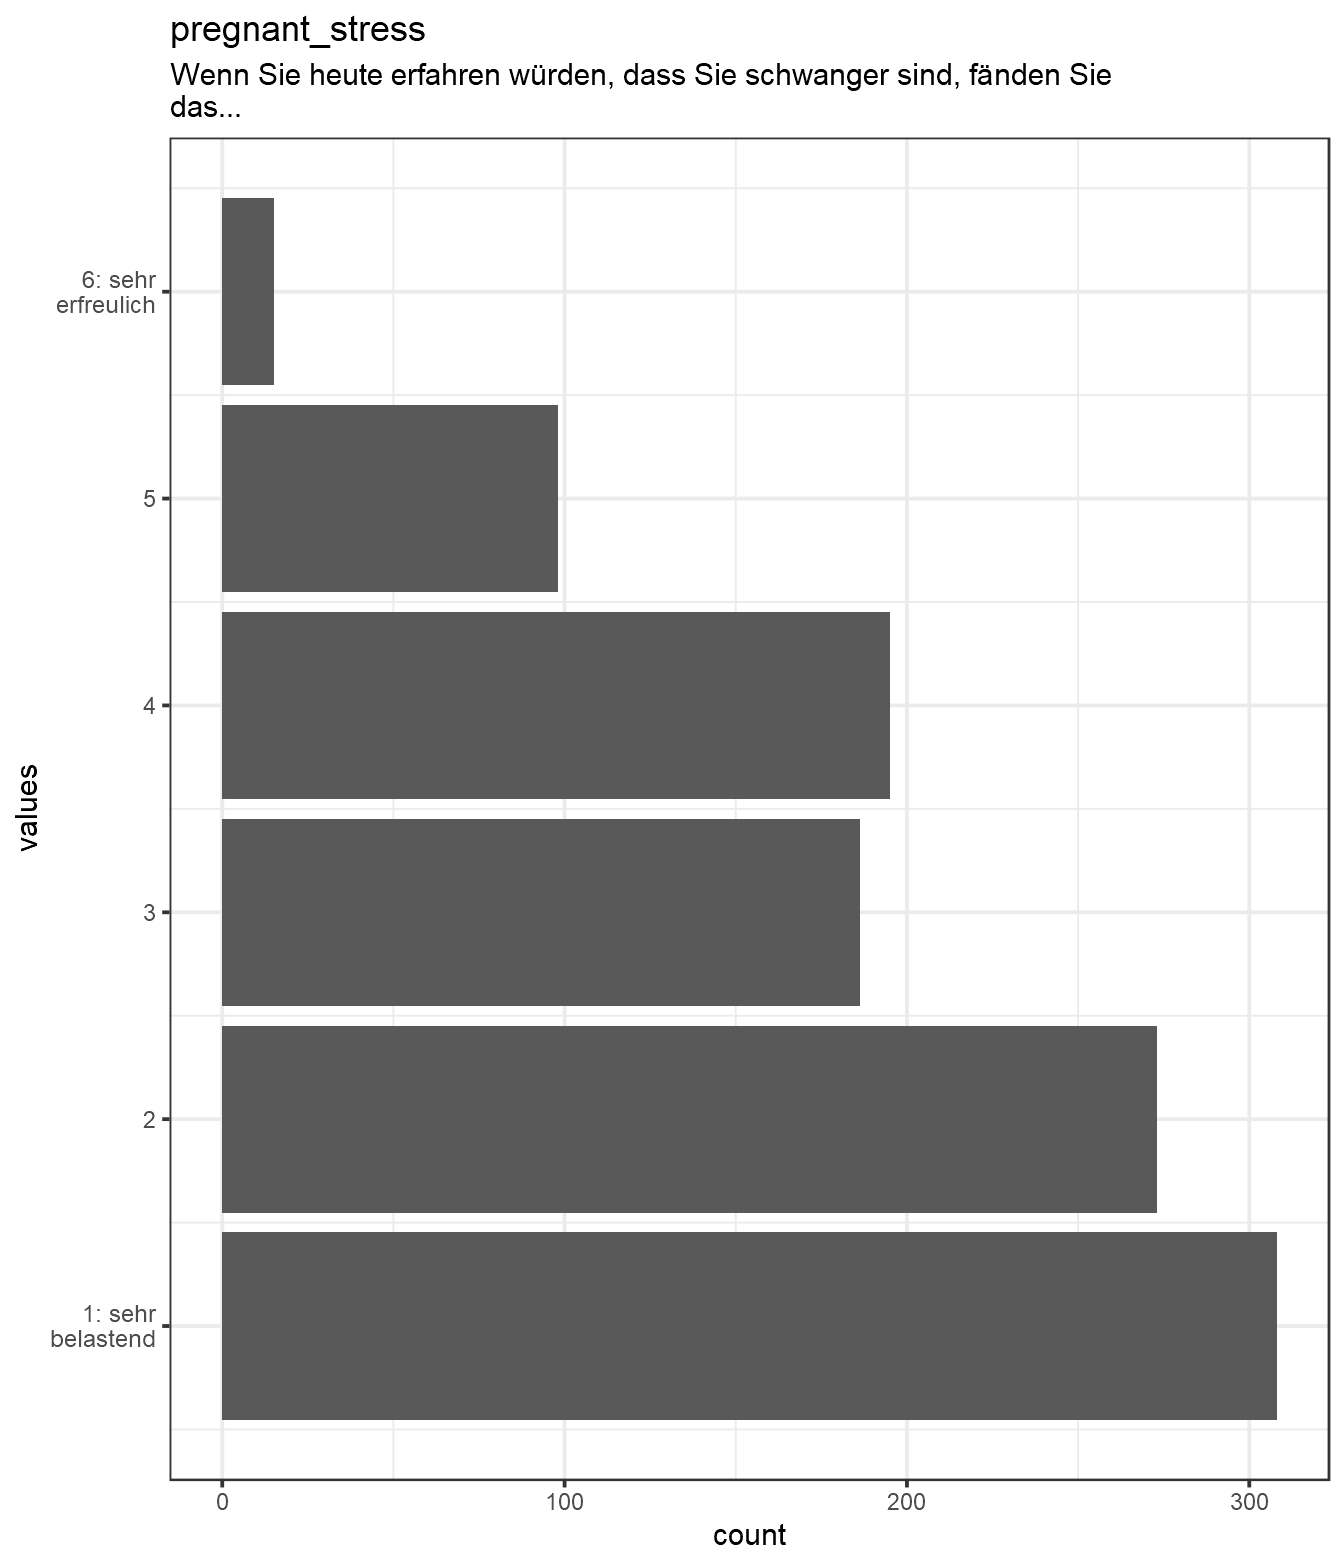 pregnant_stress
Wenn Sie heute erfahren würden, dass Sie schwanger sind, fänden Sie
das...
6: sehr
erfreulich
5
4
3
2
1: sehr
belastend
values
0 100 200 300
count